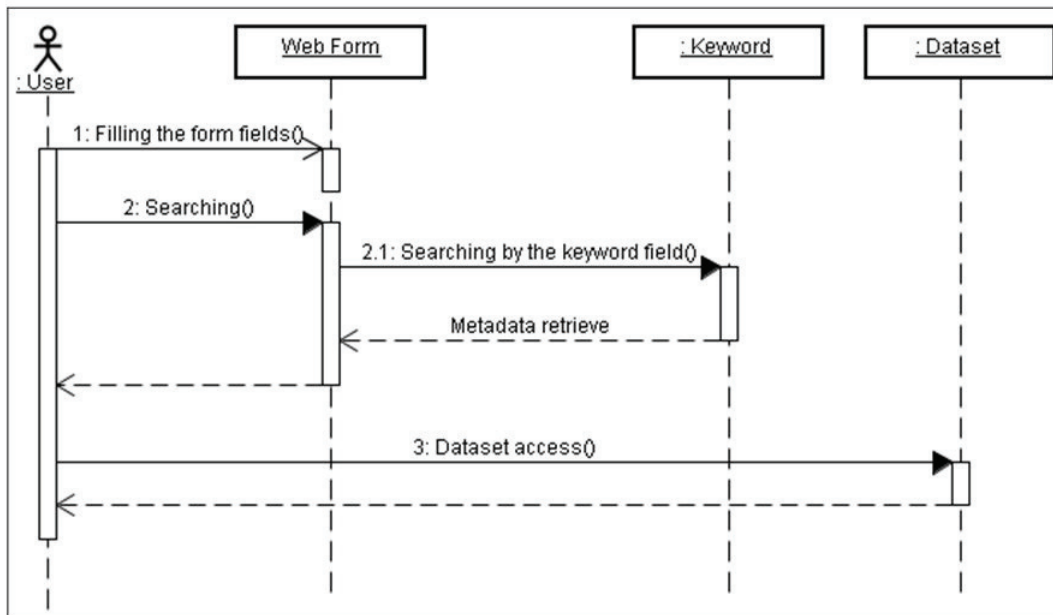 : User
Web Form
: Keyword
: Dataset
1: Filling the form fields()
2: Searching()
2.1: Searching by the keyword field()
Metadata retrieve
3: Dataset access()